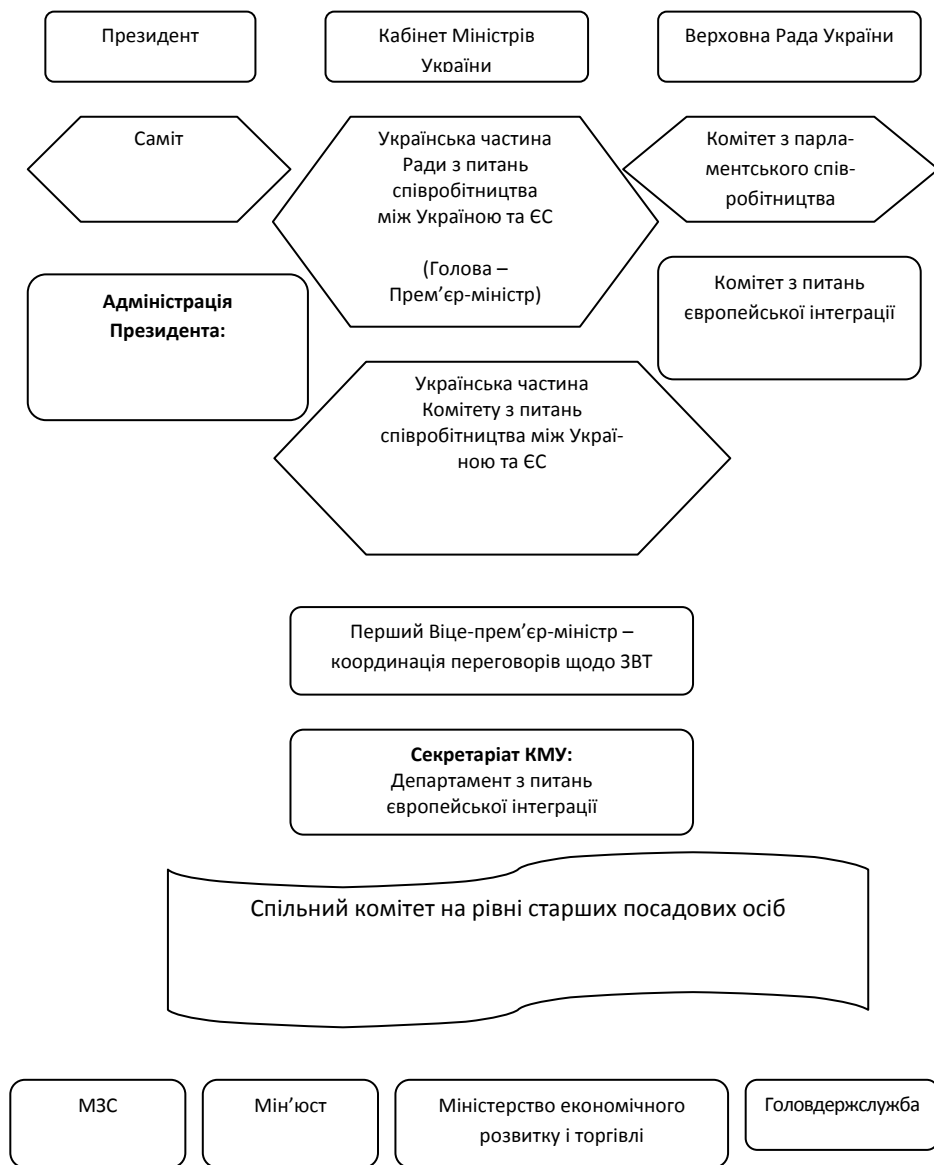 Президент
Кабінет Міністрів
України
Верховна Рада України
Саміт
Українська частина
Ради з питань
співробітництва
між Україною та ЄС
(Голова –
Прем’єр-міністр)
Комітет з парла-
ментського спів-
робітництва
Адміністрація
Президента:
Комітет з питань
європейської інтеграції
Українська частина
Комітету з питань
співробітництва між Украї-
ною та ЄС
Перший Віце-прем’єр-міністр –
координація переговорів щодо ЗВТ
Секретаріат КМУ:
Департамент з питань
європейської інтеграції
Спільний комітет на рівні старших посадових осіб
МЗС
Мін’юст
Міністерство економічного
розвитку і торгівлі
Головдержслужба